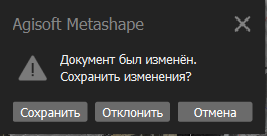 Agisoft Metashape
Документ был изменён.
Сохранить изменения?
Сохранить Отклонить Отмена